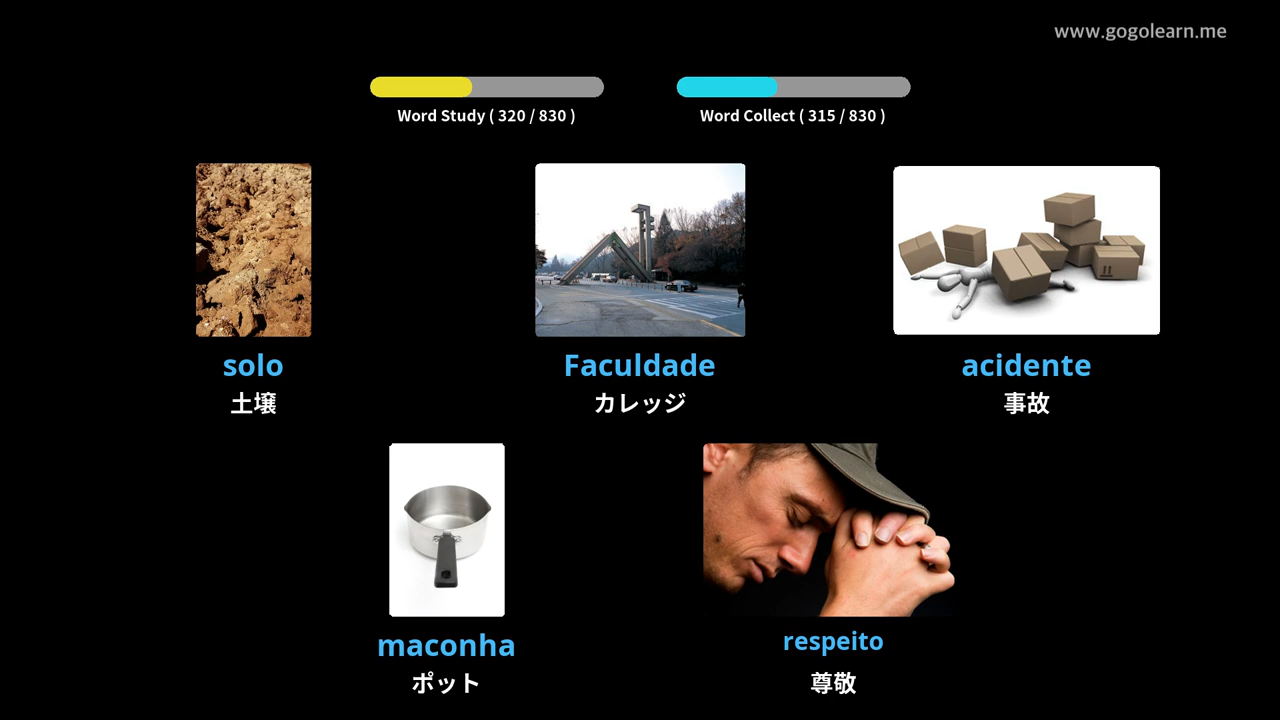 www.gogolearn.me
Word Study ( 320 / 830 )
Word Collect ( 315 / 830 )
solo
土壌
Faculdade
カレッジ
acidente
事故
maconha
ポット
respeito
尊敬